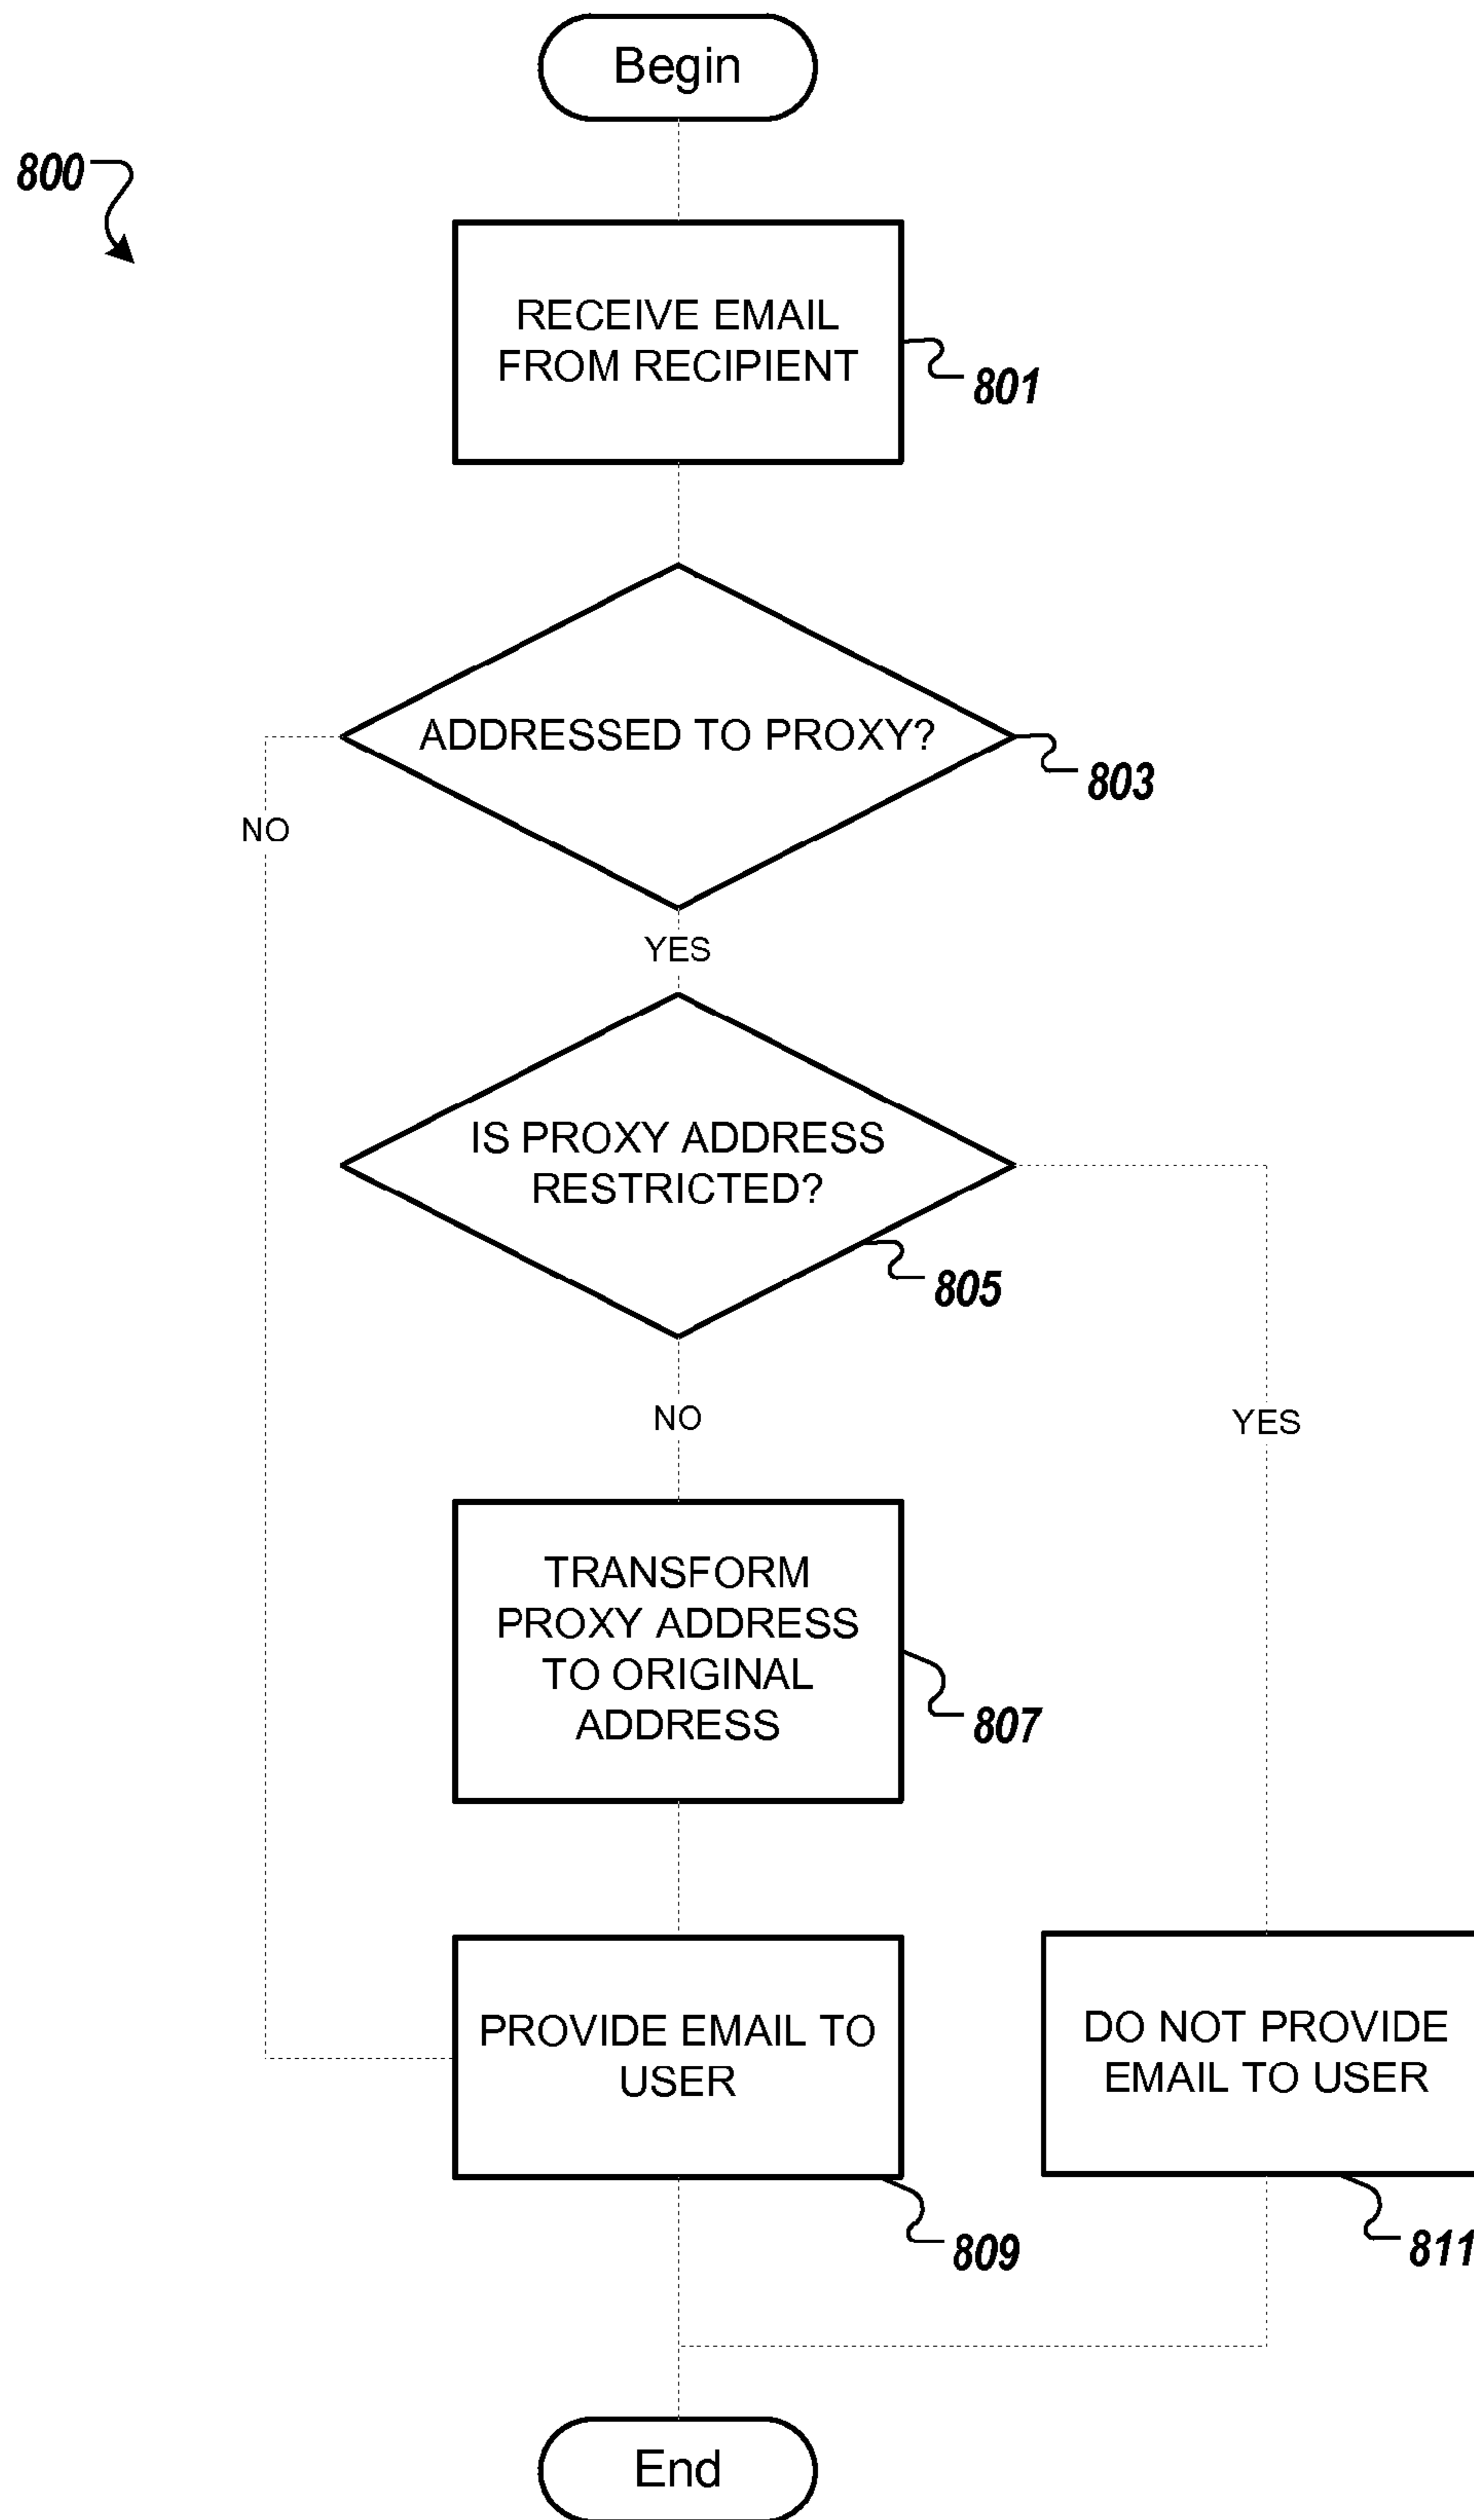 Begin
800
RECEIVE EMAIL
FROM RECIPIENT
801
ADDRESSED TO PROXY?
803
NO
YES
IS PROXY ADDRESS
RESTRICTED?
805
NO
YES
TRANSFORM
PROXY ADDRESS
TO ORIGINAL
ADDRESS
807
PROVIDE EMAIL TO
USER
809
DO NOT PROVIDE
EMAIL TO USER
811
End